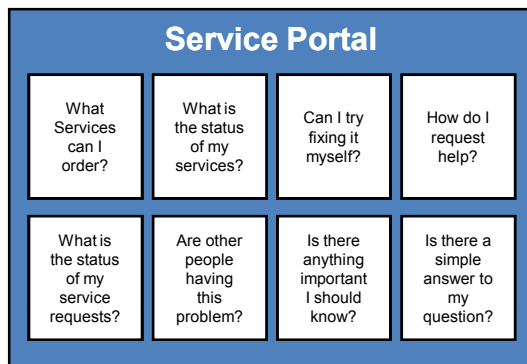 Service Portal
What
Services
can I
order?
What is
the status
of my
services?
Can I try
fixing it
myself?
How do I
request
help?
What is
the status
of my
service
requests?
Are other
people
having
this
problem?
Is there
anything
important
I should
know?
Is there a
simple
answer to
my
question?